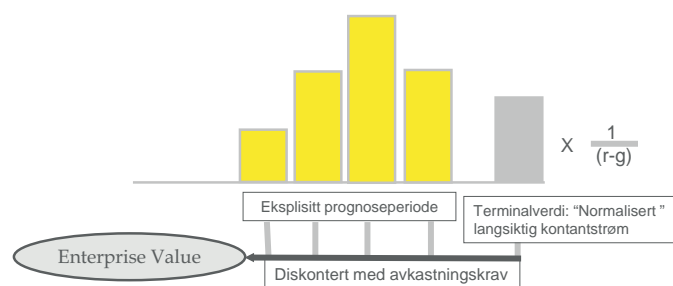 X 1
(r-g)
Eksplisitt prognoseperiode
Terminalverdi: “Normalisert ”
langsiktig kontantstrøm
Enterprise Value
Diskontert med avkastningskrav